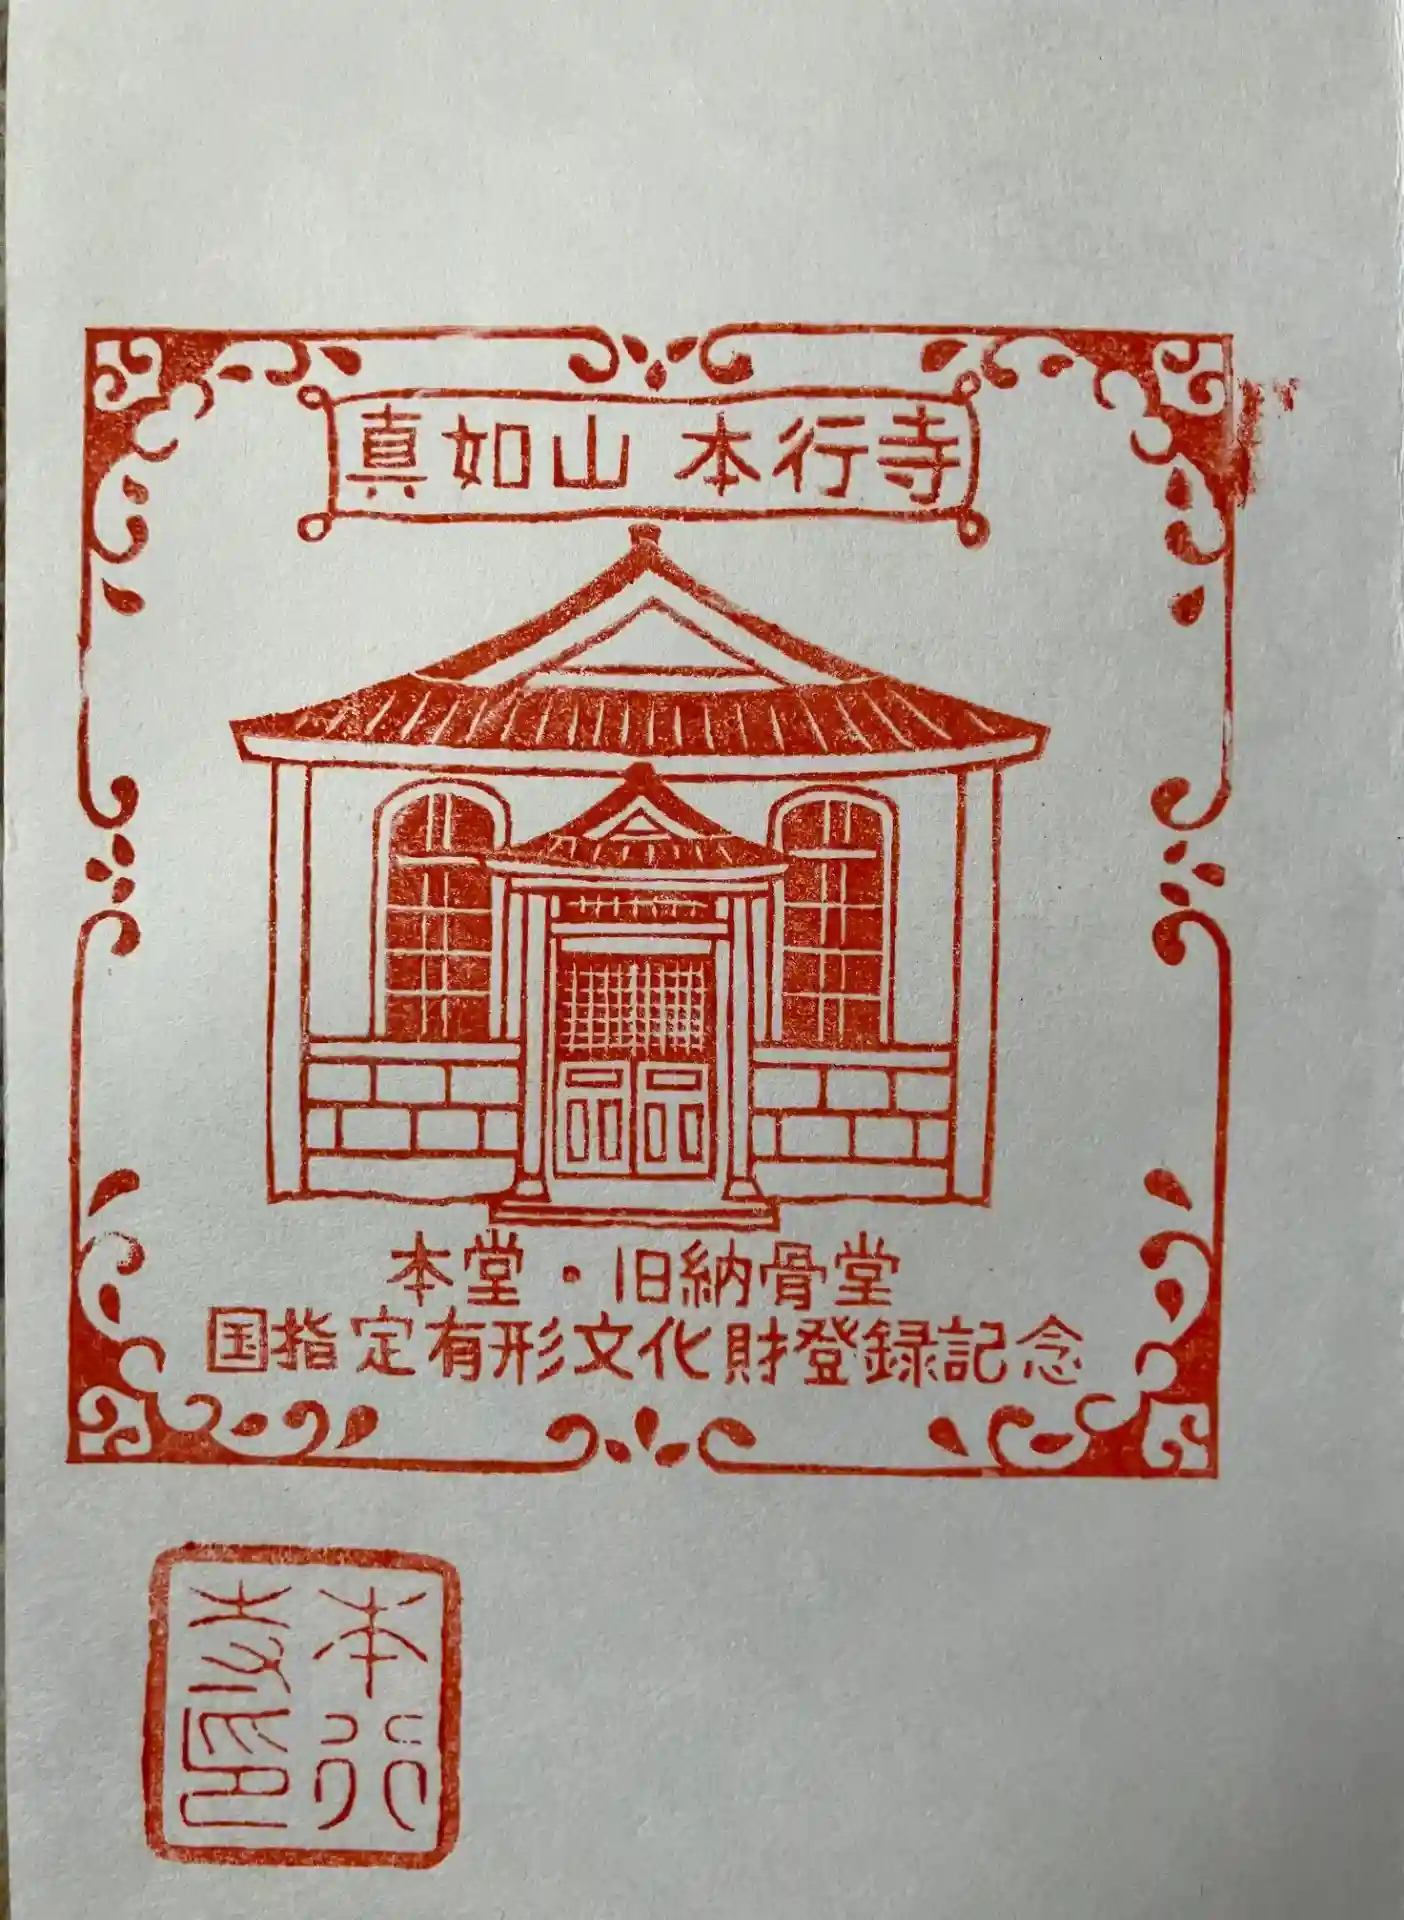 真如山 本行寺
本堂・旧納骨堂
国指定有形文化財登録記念
本行
寺印